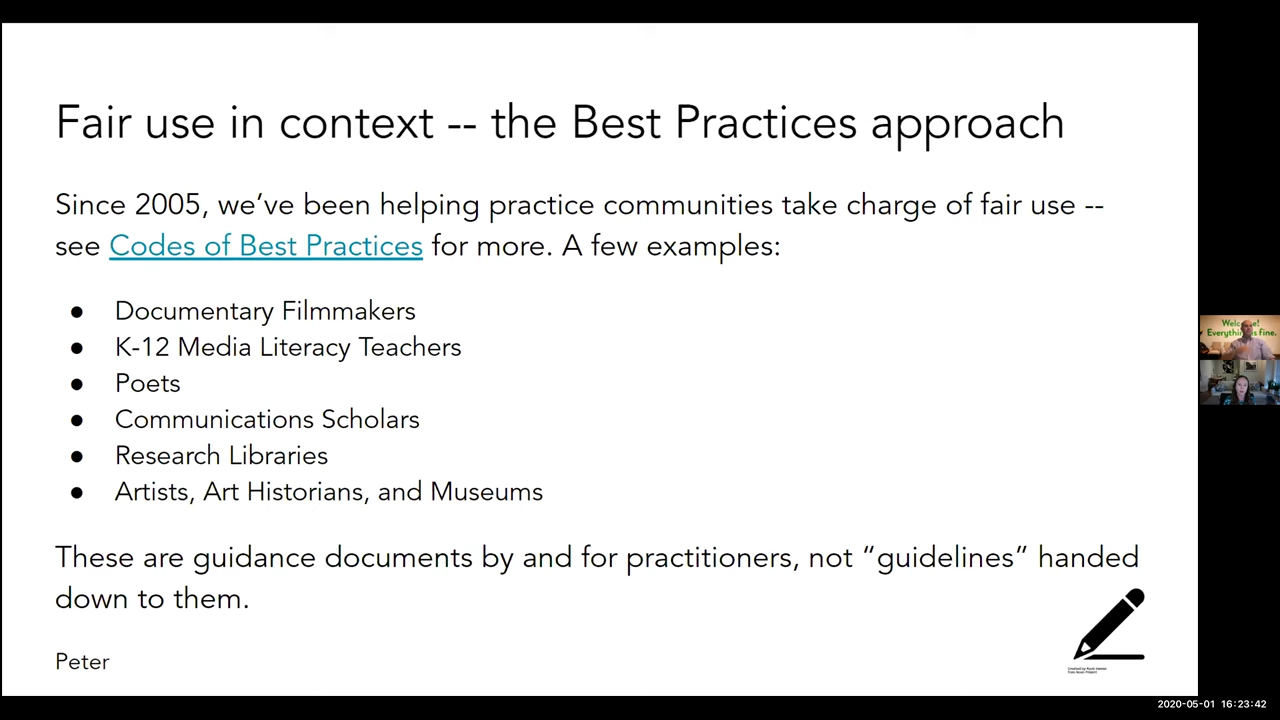 Fair use in context -- the Best Practices approach
Since 2005, we’ve been helping practice communities take charge of fair use --
see Codes of Best Practices for more. A few examples:
● Documentary Filmmakers
● K-12 Media Literacy Teachers
● Poets
● Communications Scholars
● Research Libraries
● Artists, Art Historians, and Museums
These are guidance documents by and for practitioners, not “guidelines” handed
down to them.
Peter
Everything is fine.
2020-05-01 16:23:42